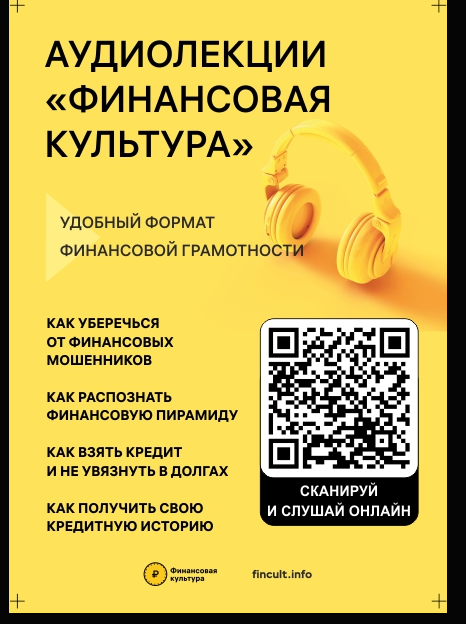 АУДИОЛЕКЦИИ
«ФИНАНСОВАЯ
КУЛЬТУРА»
УДОБНЫЙ ФОРМАТ
ФИНАНСОВОЙ ГРАМОТНОСТИ
КАК УБЕРЕЧЬСЯ
ОТ ФИНАНСОВЫХ
МОШЕННИКОВ
КАК РАСПОЗНАТЬ
ФИНАНСОВУЮ ПИРАМИДУ
КАК ВЗЯТЬ КРЕДИТ
И НЕ УВЯЗНУТЬ В ДОЛГАХ
КАК ПОЛУЧИТЬ СВОЮ
КРЕДИТНУЮ ИСТОРИЮ
СКАНИРУЙ
И СЛУШАЙ ОНЛАЙН
₽
Финансовая
культура
fincult.info